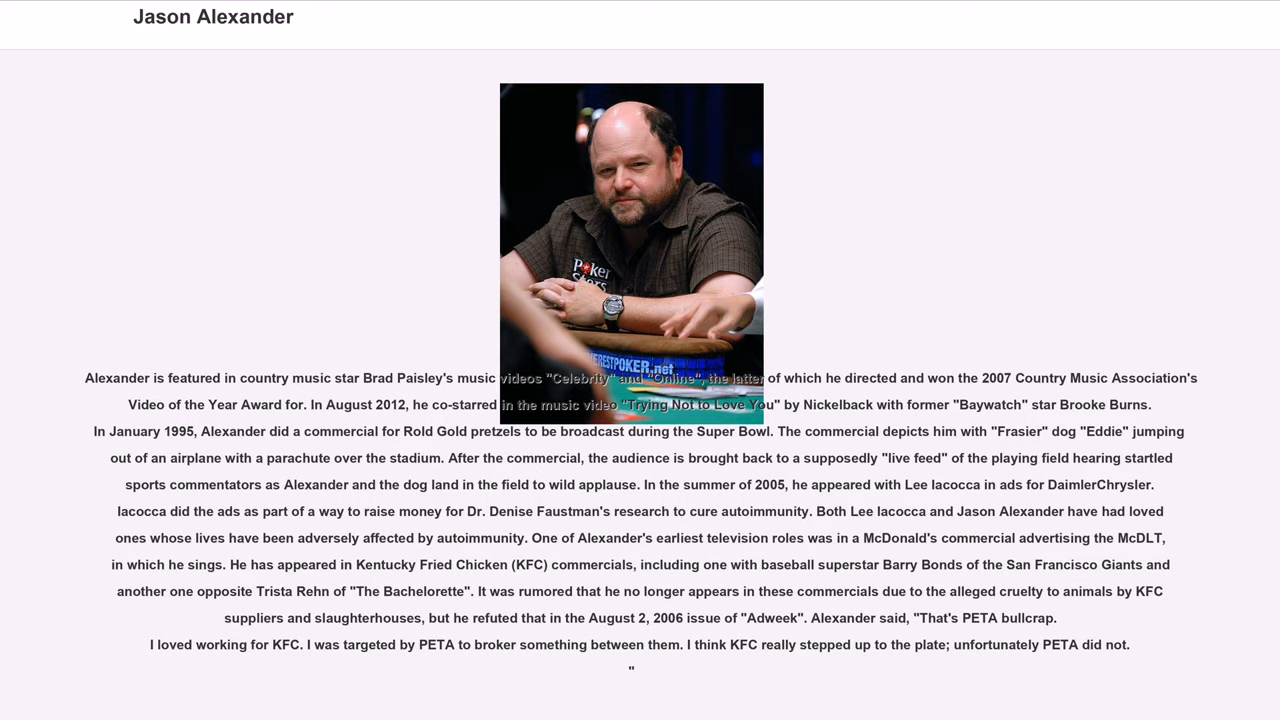 Jason Alexander
Poker
Stars
THERESTPOKER.net
Alexander is featured in country music star Brad Paisley's music videos "Celebrity" and "Online", the latter of which he directed and won the 2007 Country Music Association's
Video of the Year Award for. In August 2012, he co-starred in the music video "Trying Not to Love You" by Nickelback with former "Baywatch" star Brooke Burns.
In January 1995, Alexander did a commercial for Rold Gold pretzels to be broadcast during the Super Bowl. The commercial depicts him with "Frasier" dog "Eddie" jumping
out of an airplane with a parachute over the stadium. After the commercial, the audience is brought back to a supposedly "live feed" of the playing field hearing startled
sports commentators as Alexander and the dog land in the field to wild applause. In the summer of 2005, he appeared with Lee Iacocca in ads for DaimlerChrysler.
Iacocca did the ads as part of a way to raise money for Dr. Denise Faustman's research to cure autoimmunity. Both Lee Iacocca and Jason Alexander have had loved
ones whose lives have been adversely affected by autoimmunity. One of Alexander's earliest television roles was in a McDonald's commercial advertising the McDLT,
in which he sings. He has appeared in Kentucky Fried Chicken (KFC) commercials, including one with baseball superstar Barry Bonds of the San Francisco Giants and
another one opposite Trista Rehn of "The Bachelorette". It was rumored that he no longer appears in these commercials due to the alleged cruelty to animals by KFC
suppliers and slaughterhouses, but he refuted that in the August 2, 2006 issue of "Adweek". Alexander said, "That's PETA bullcrap.
I loved working for KFC. I was targeted by PETA to broker something between them. I think KFC really stepped up to the plate; unfortunately PETA did not.
"